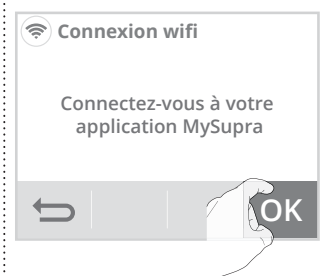 Connexion wifi
Connectez-vous à votre
application MySupra
OK